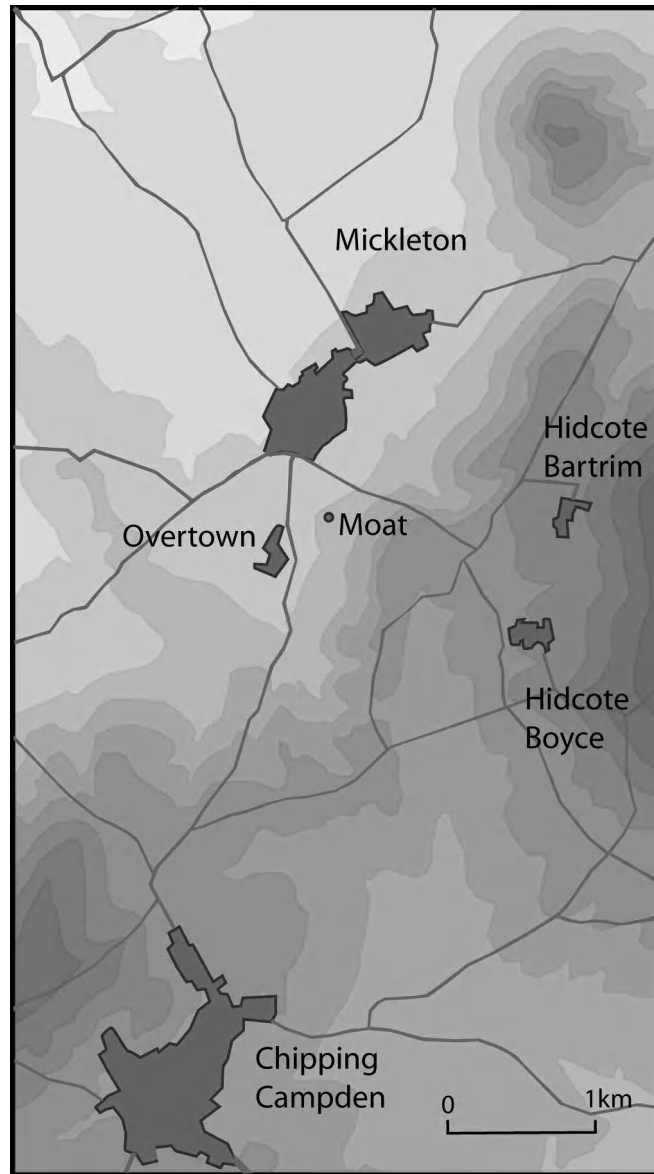 Mickleton
Hidcote
Bartrim
Overtown
Moat
Hidcote
Boyce
Chipping
Campden
0 1km